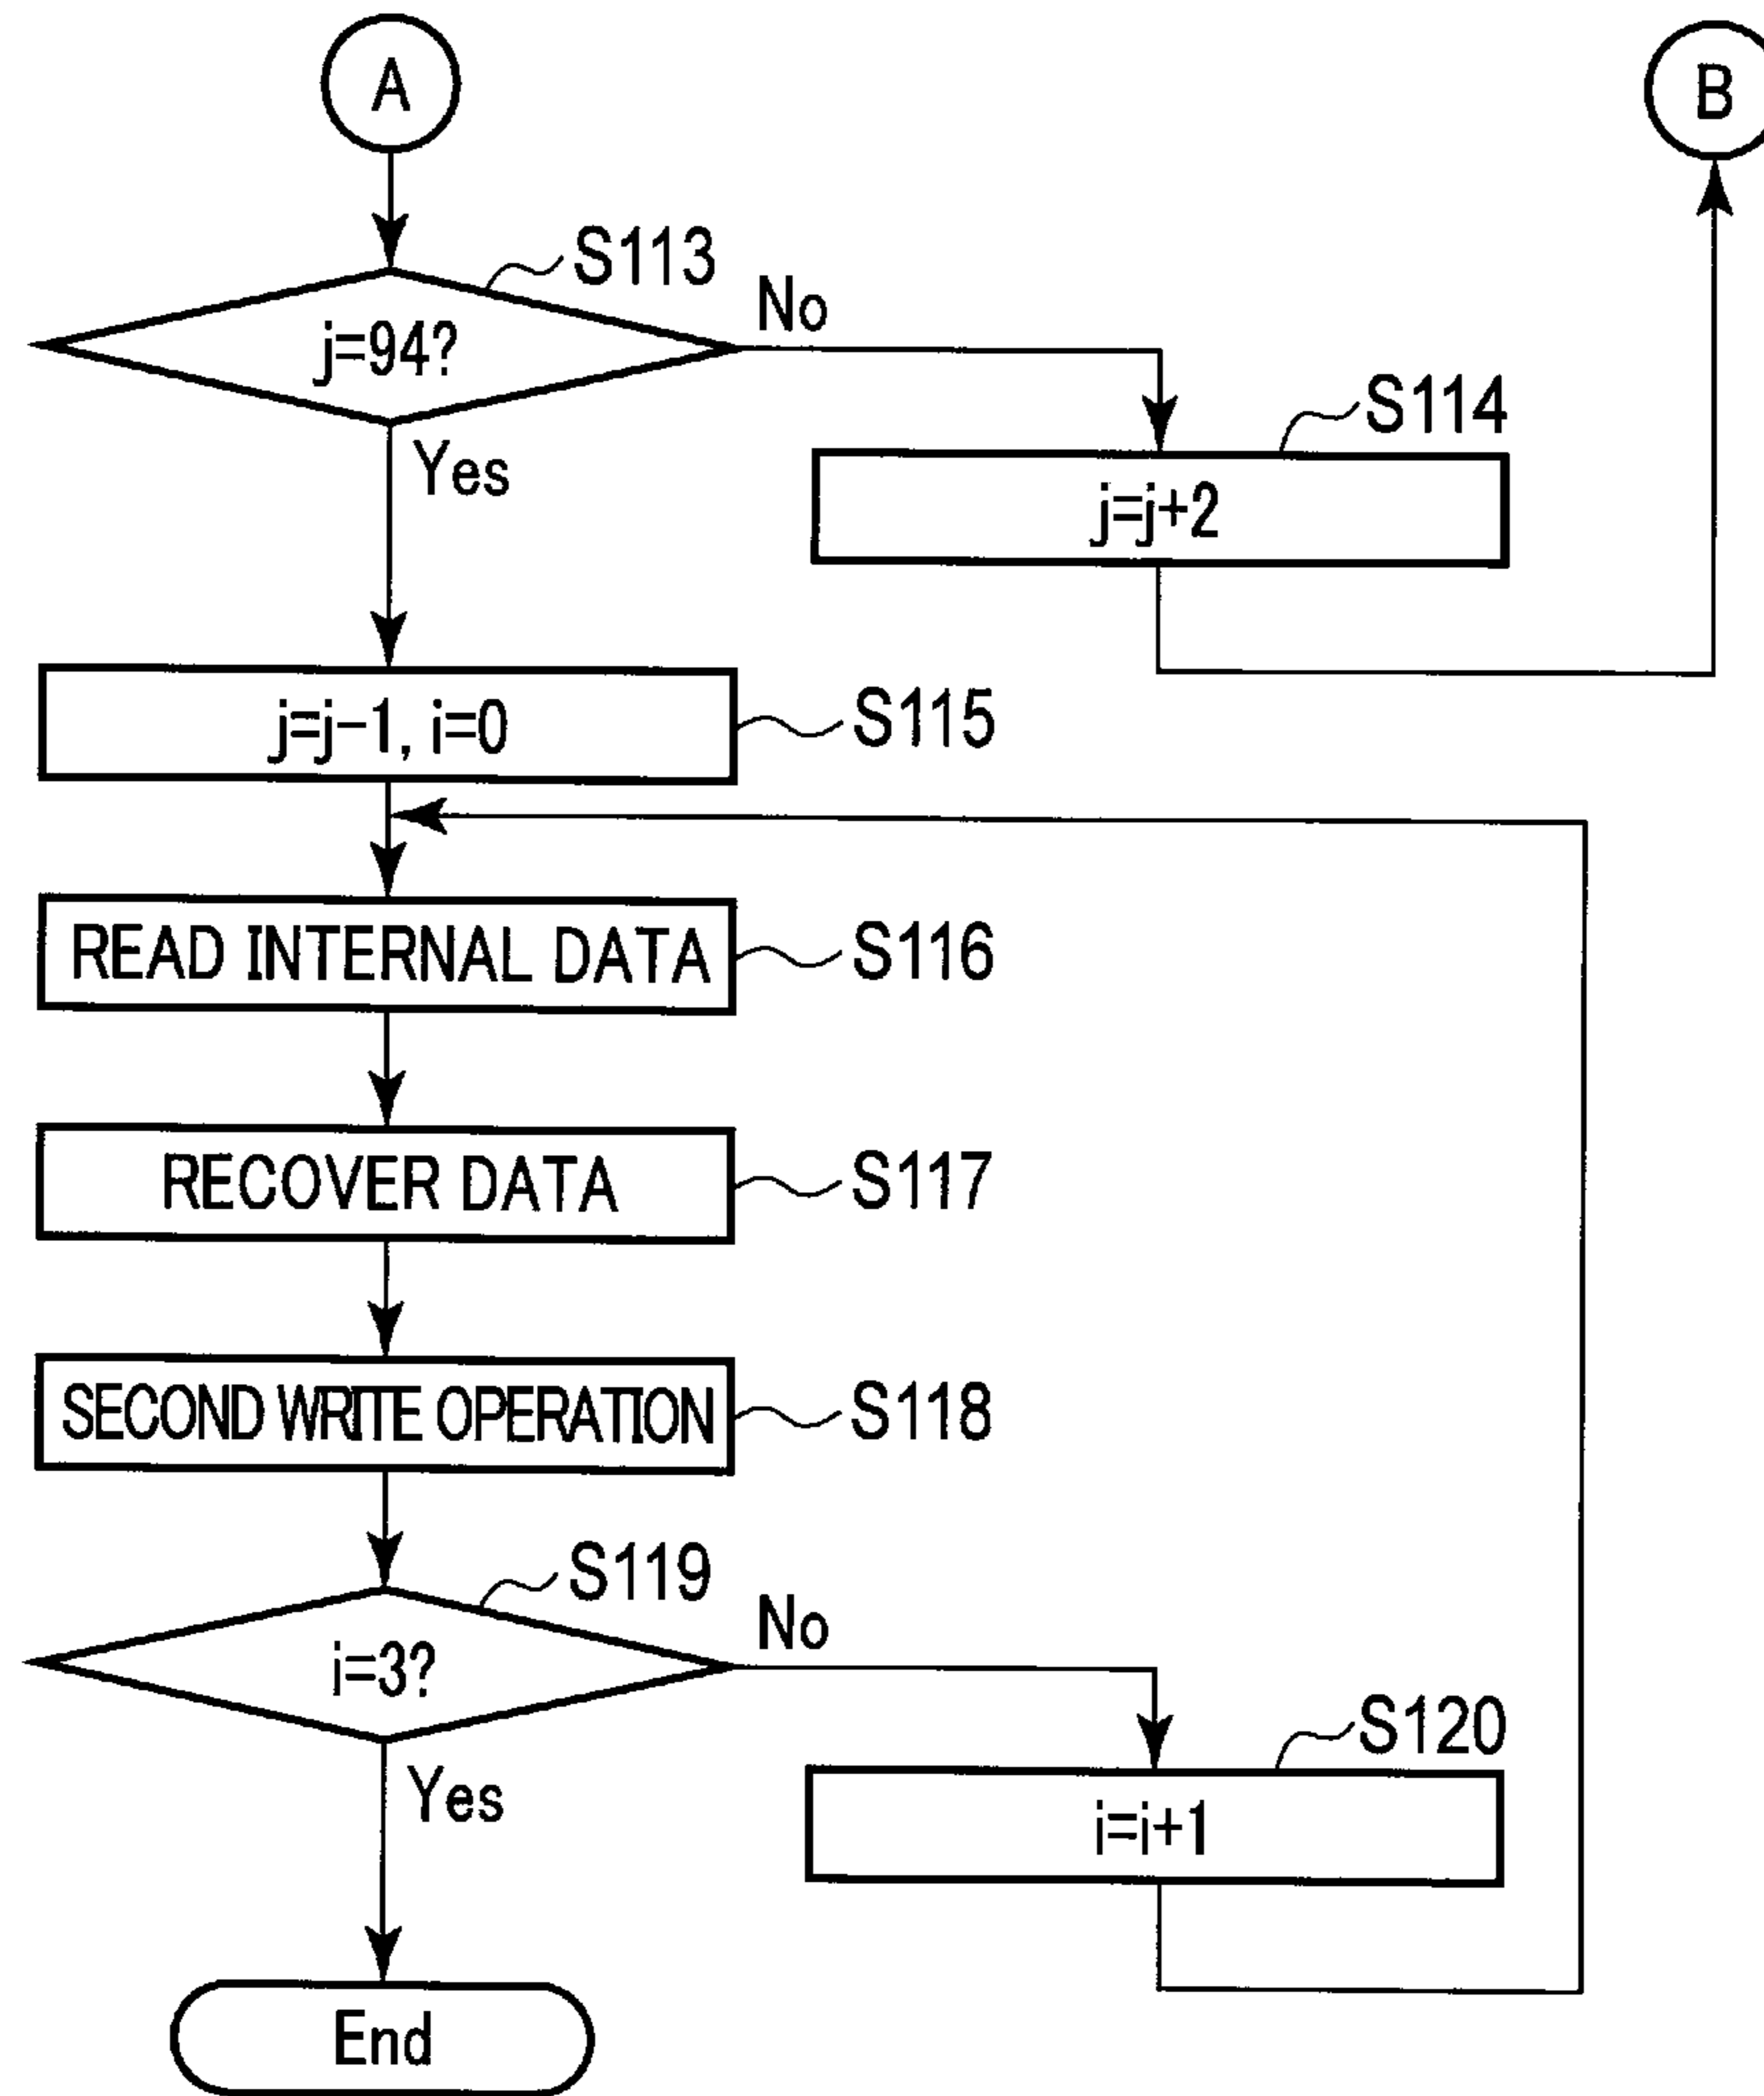 A
B
S113
j=94?
No
Yes
S114
j=j+2
j=j-1, i=0
S115
READ INTERNAL DATA
S116
RECOVER DATA
S117
SECOND WRITE OPERATION
S118
S119
i=3?
No
Yes
S120
i=i+1
End